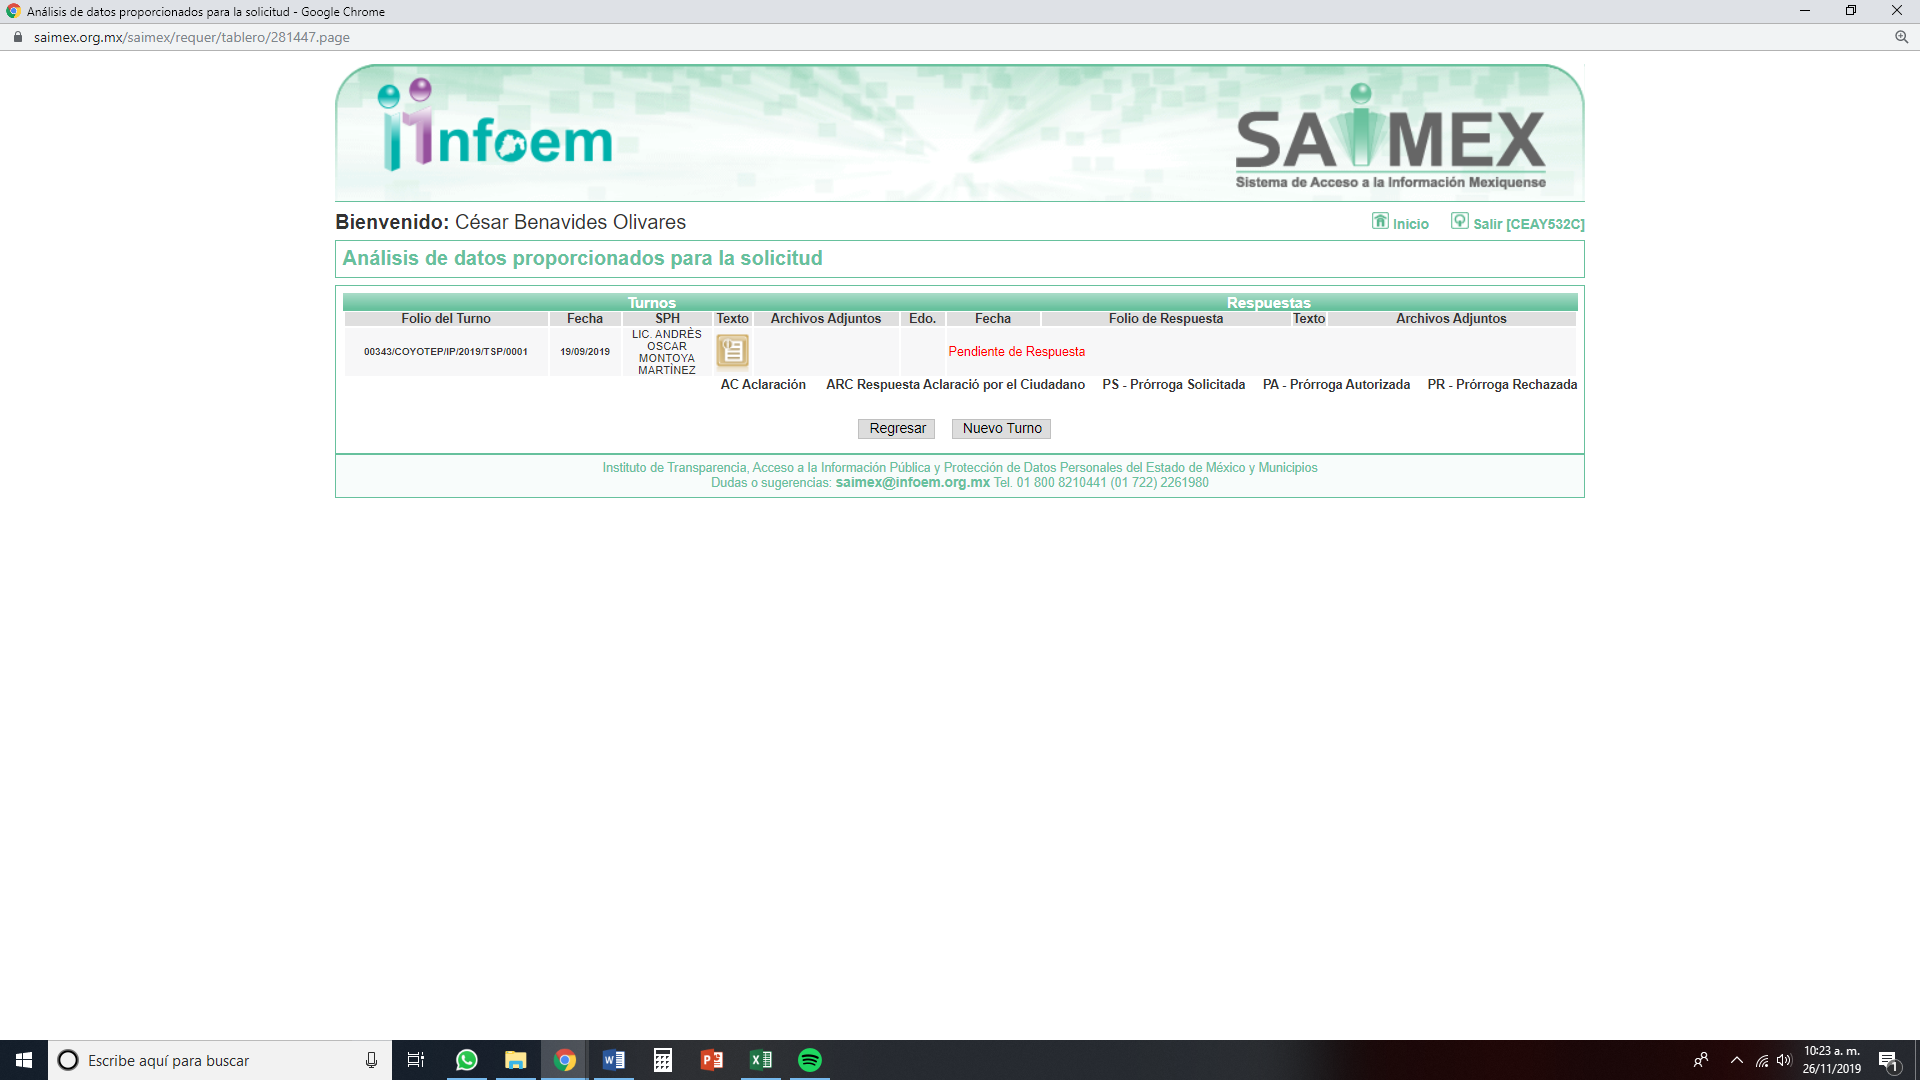 Análisis de datos proporcionados para la solicitud - Google Chrome
saimex.org.mx/saimex/requer/tablero/281447.page
infoem
SAIMEX
Sistema de Acceso a la Información Mexiquense
Bienvenido: César Benavides Olivares
Inicio Salir [CEAY532C]
Análisis de datos proporcionados para la solicitud
Turnos Respuestas
Folio del Turno Fecha SPH Texto Archivos Adjuntos Edo. Fecha Folio de Respuesta Texto Archivos Adjuntos
00343/COYOTEP/IP/2019/TSP/0001 19/09/2019 LIC. ANDRÈS
OSCAR
MONTOYA
MARTÍNEZ
Pendiente de Respuesta
AC Aclaración ARC Respuesta Aclaració por el Ciudadano PS - Prórroga Solicitada PA - Prórroga Autorizada PR - Prórroga Rechazada
Regresar Nuevo Turno
Instituto de Transparencia, Acceso a la Información Pública y Protección de Datos Personales del Estado de México y Municipios
Dudas o sugerencias: saimex@infoem.org.mx Tel. 01 800 8210441 (01 722) 2261980
Escribe aquí para buscar
10:23 a. m.
26/11/2019
1